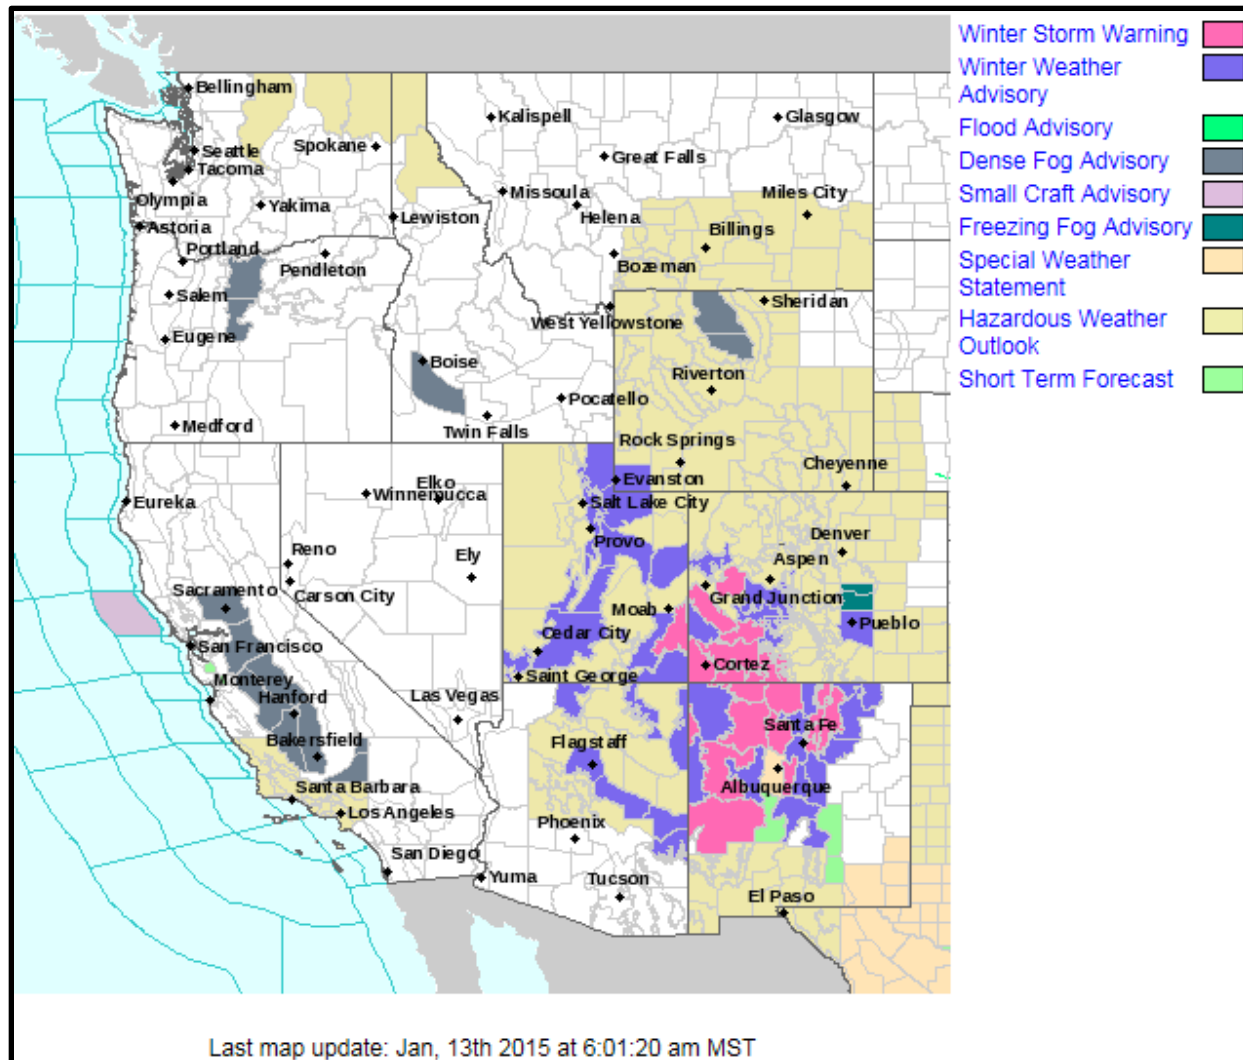 Winter Storm Warning
Winter Weather
Advisory
Flood Advisory
Dense Fog Advisory
Small Craft Advisory
Freezing Fog Advisory
Special Weather
Statement
Hazardous Weather
Outlook
Short Term Forecast
Bellingham
Seattle
Tacoma
Olympia
Spokane
Yakima
Astoria
Lewiston
Portland
Pendleton
Salem
Eugene
Medford
Kalispell
Glasgow
Great Falls
Missoula
Helena
Miles City
Billings
Bozeman
West Yellowstone
Sheridan
Boise
Riverton
Pocatello
Twin Falls
Rock Springs
Cheyenne
Evanston
Eureka
Elko
Winnemucca
Salt Lake City
Provo
Denver
Aspen
Reno
Ely
Carson City
Sacramento
Moab
Grand Junction
Pueblo
San Francisco
Cedar City
Cortez
Saint George
Monterey
Hanford
Las Vegas
Bakersfield
Flagstaff
Santa Fe
Albuquerque
Santa Barbara
Los Angeles
Phoenix
San Diego
Yuma
Tucson
El Paso
Last map update: Jan, 13th 2015 at 6:01:20 am MST